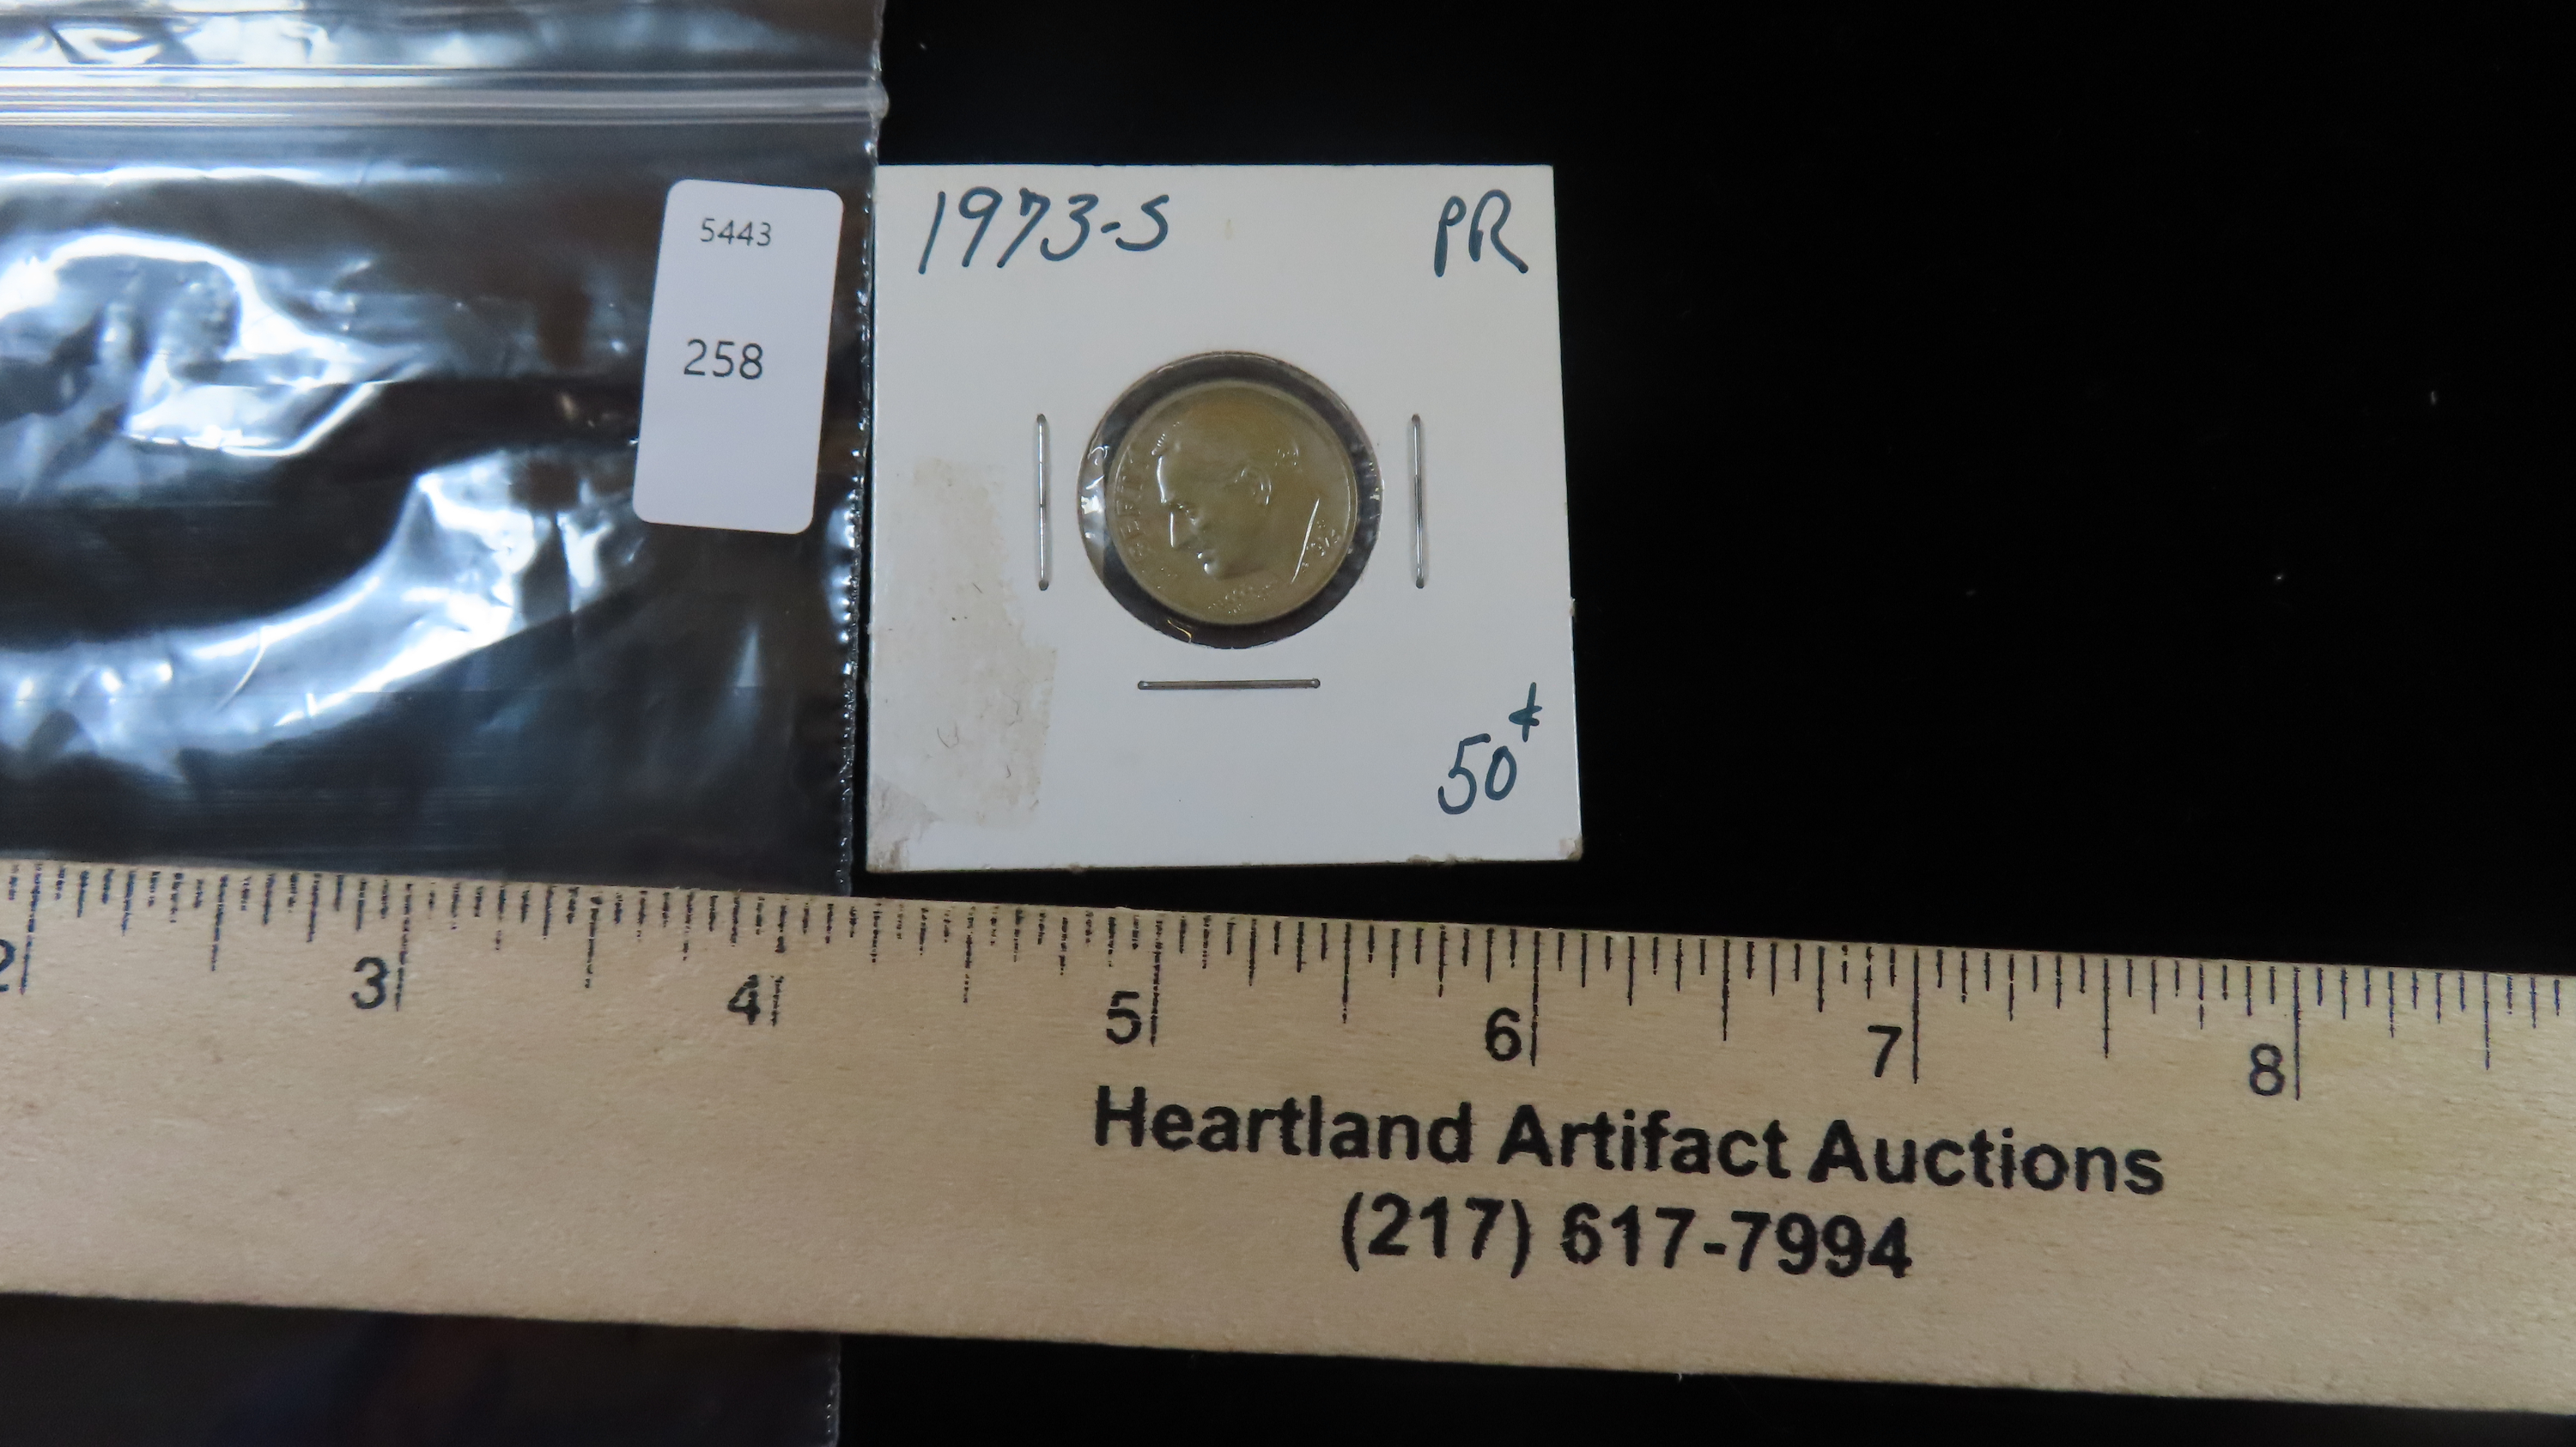 5443
258
1973-S PR
50¢
2 3 4 5 6 7 8
Heartland Artifact Auctions
(217) 617-7994